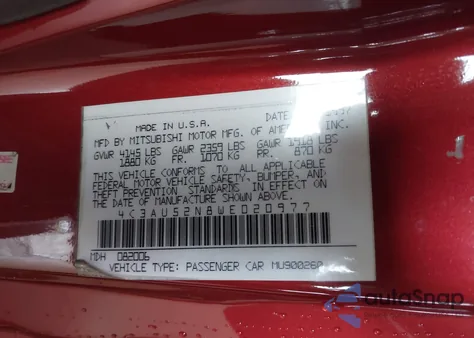 MADE IN U.S.A. DATE
MFD BY MITSUBISHI MOTOR MFG. OF AMERICA INC.
GVWR 4145 LBS GAWR 2359 LBS GAWR 1918 LBS
1880 KG FR. 1070 KG RR. 870 KG
THIS VEHICLE CONFORMS TO ALL APPLICABLE
FEDERAL MOTOR VEHICLE SAFETY, BUMPER, AND
THEFT PREVENTION STANDARDS IN EFFECT ON
THE DATE OF MANUFACTURE SHOWN ABOVE.
4C3AU52N8WE020977
MDH 082006
VEHICLE TYPE: PASSENGER CAR MU900260
autoSnap